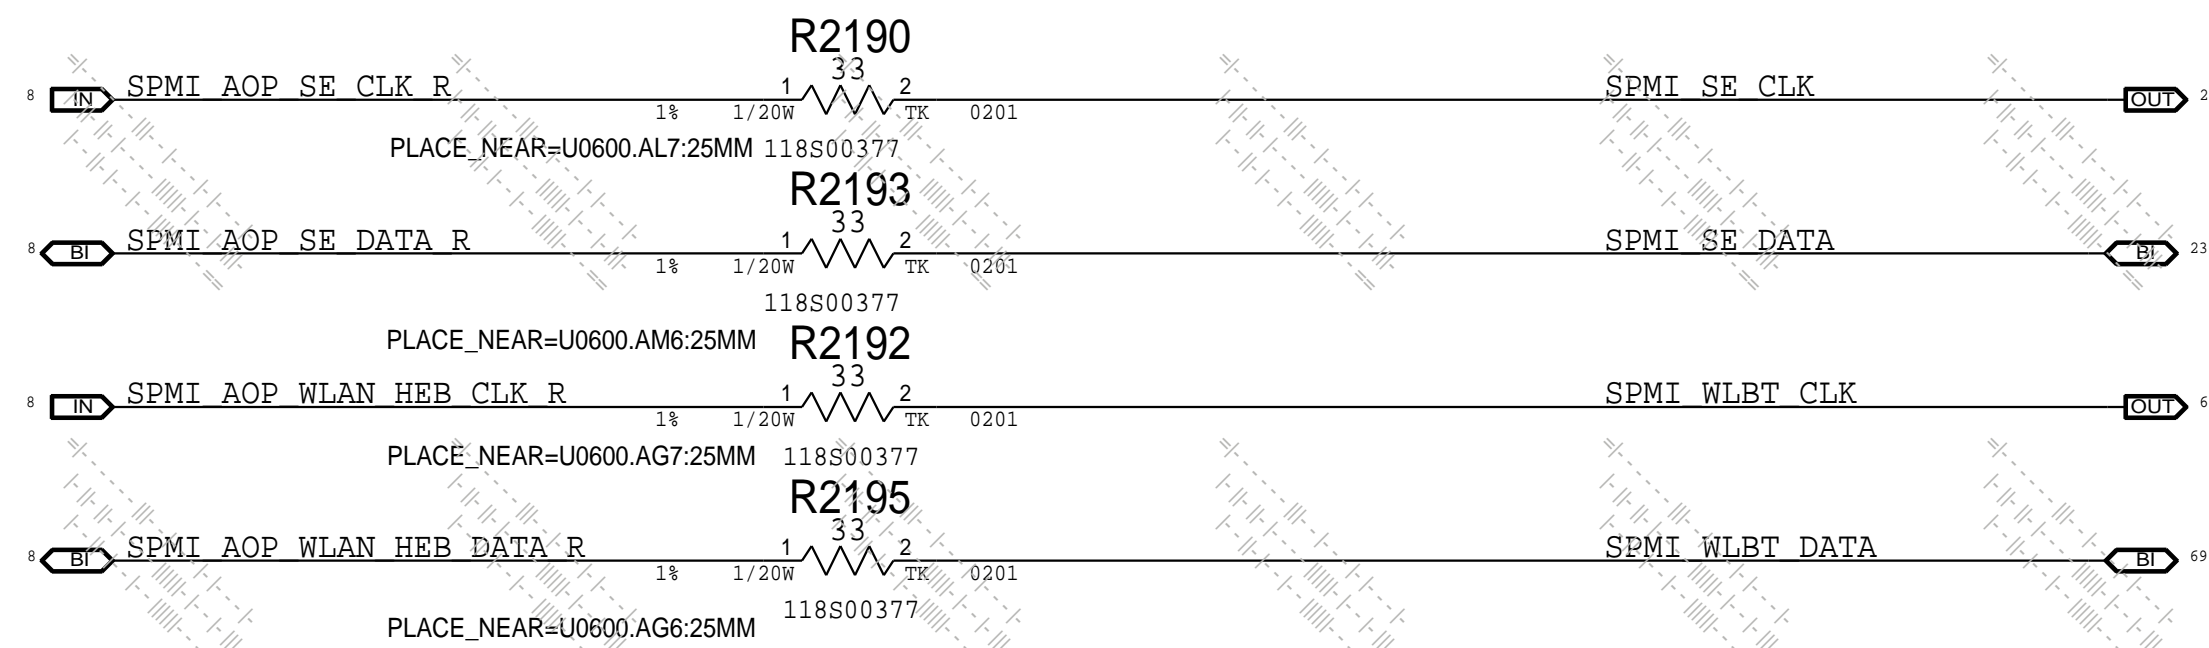 R2190
33
8 IN SPMI_AOP_SE_CLK_R 1 2 SPMI_SE_CLK OUT 2
1% 1/20W TK 0201
PLACE_NEAR=U0600.AL7:25MM 118S00377
R2193
33
8 BI SPMI_AOP_SE_DATA_R 1 2 SPMI_SE_DATA BI 23
1% 1/20W TK 0201
118S00377
PLACE_NEAR=U0600.AM6:25MM
R2192
33
8 IN SPMI_AOP_WLAN_HEB_CLK_R 1 2 SPMI_WLBT_CLK OUT 6
1% 1/20W TK 0201
PLACE_NEAR=U0600.AG7:25MM 118S00377
R2195
33
8 BI SPMI_AOP_WLAN_HEB_DATA_R 1 2 SPMI_WLBT_DATA BI 69
1% 1/20W TK 0201
118S00377
PLACE_NEAR=U0600.AG6:25MM